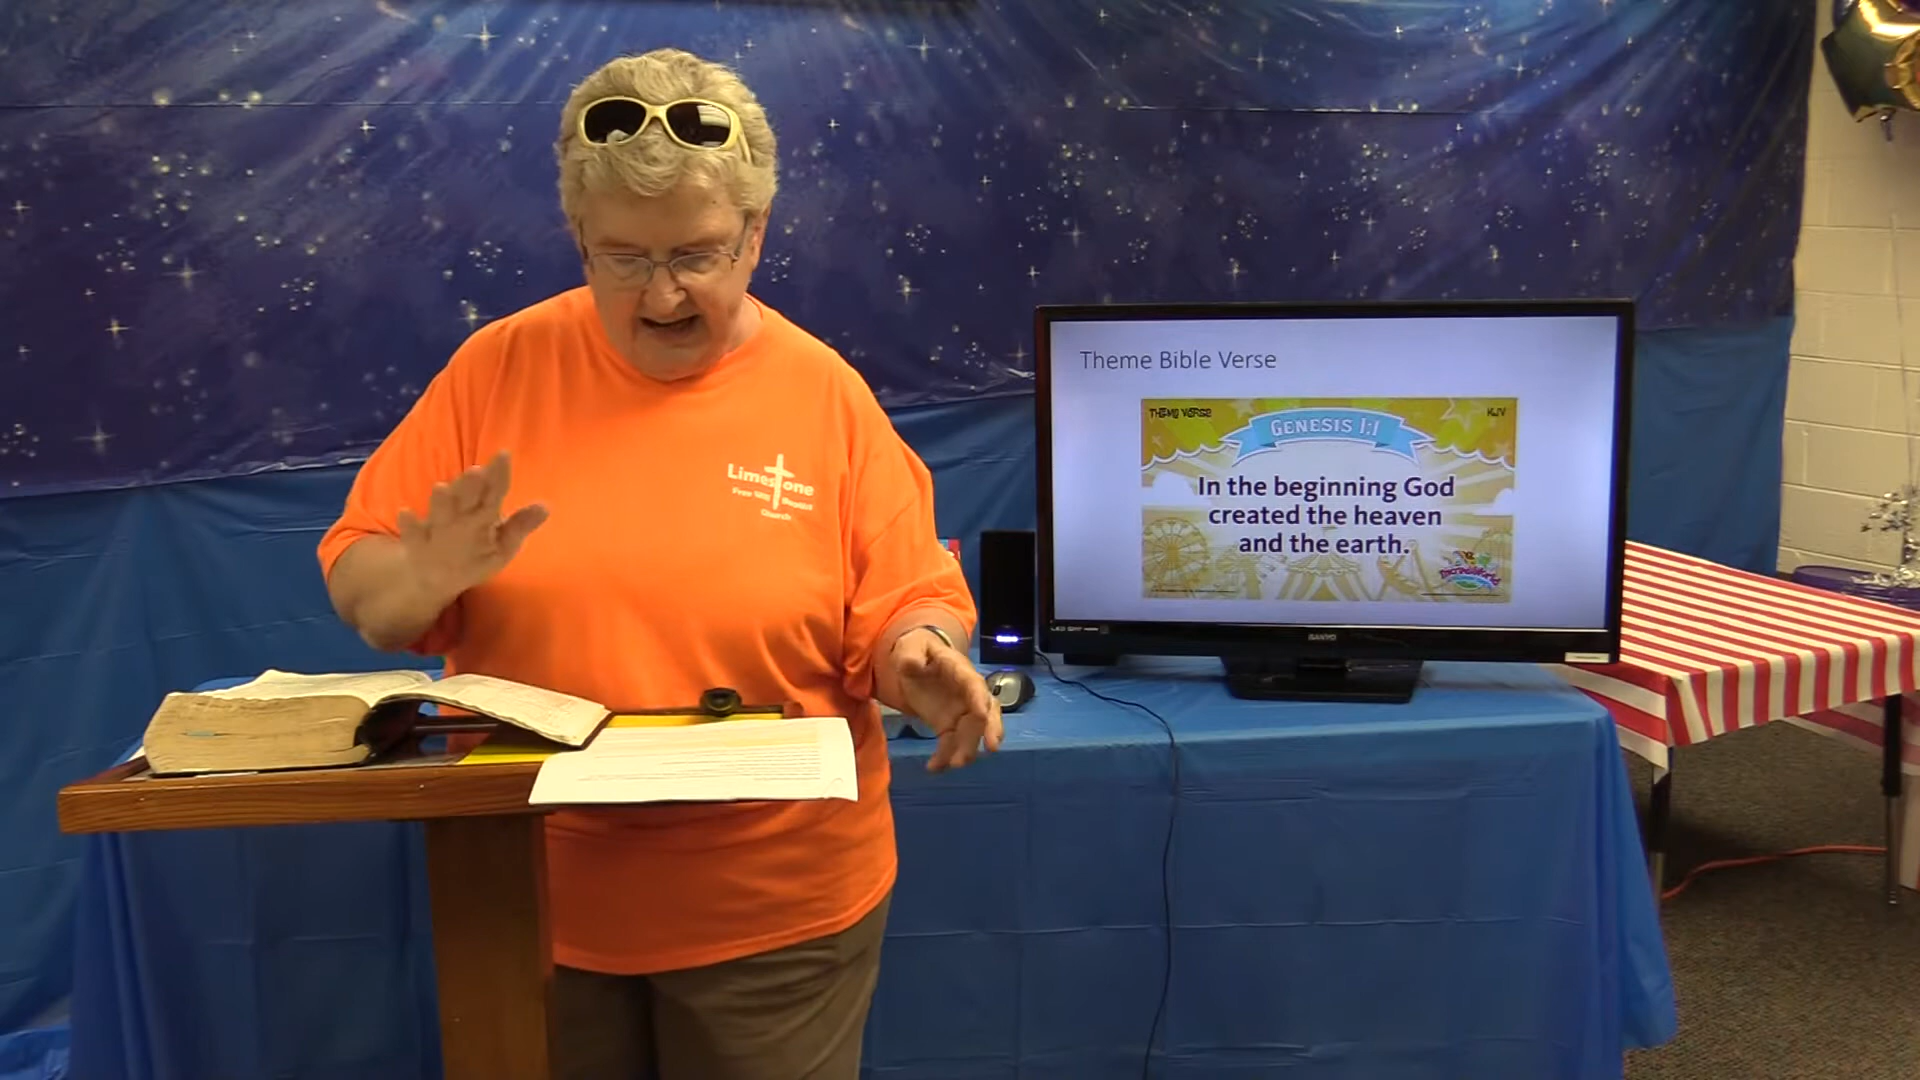 Limestone
Free Will Baptist
Church
Theme Bible Verse
THEME VERSE
KJV
GENESIS 1:1
In the beginning God
created the heaven
and the earth.
IncrediWorld
SANYO